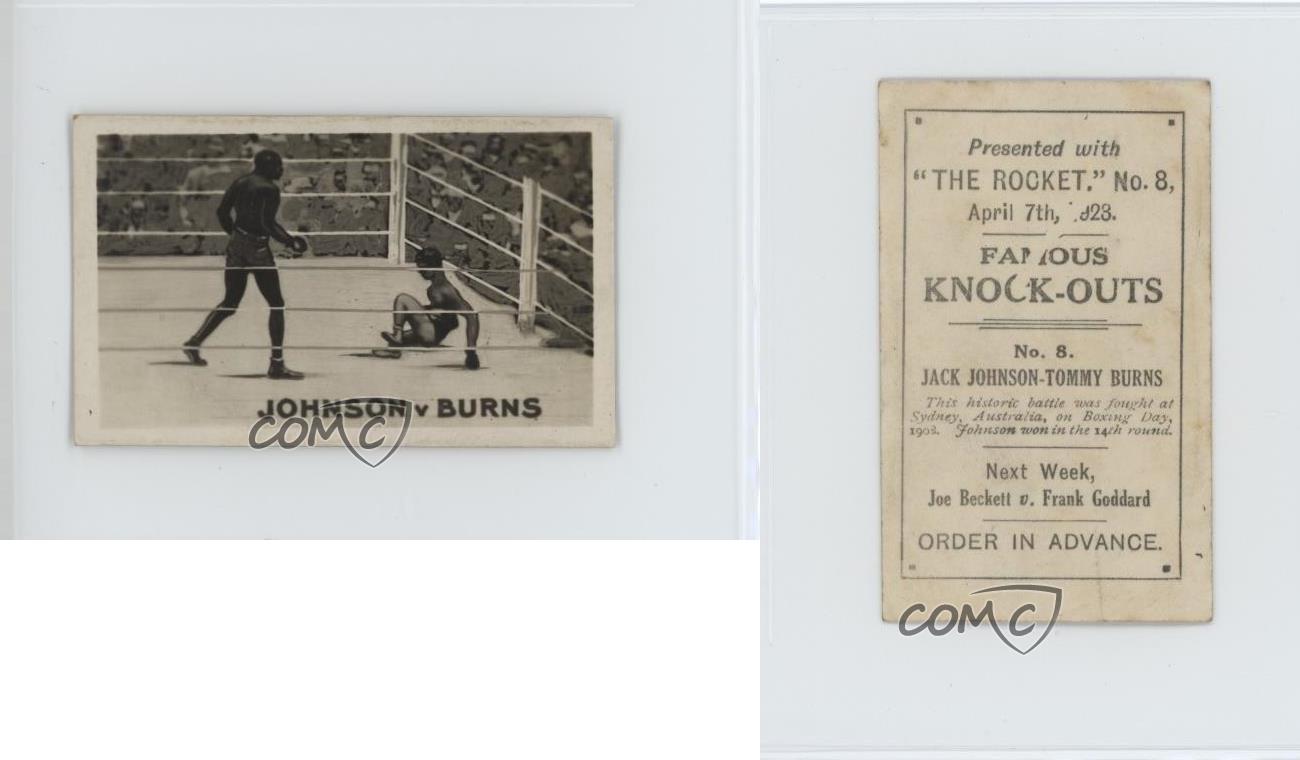 JOHNSON v BURNS
COMC
Presented with
"THE ROCKET." No. 8,
April 7th, 1923.
FAMOUS
KNOCK-OUTS
No. 8.
JACK JOHNSON-TOMMY BURNS
This historic battle was fought at
Sydney, Australia, on Boxing Day,
1908. Johnson won in the 14th round.
Next Week,
Joe Beckett v. Frank Goddard
ORDER IN ADVANCE.
COMC